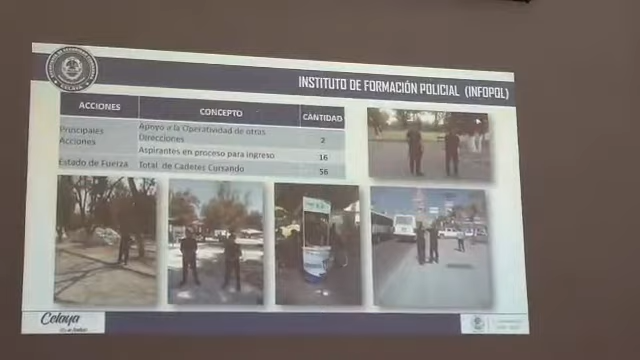 INSTITUTO DE FORMACIÓN POLICIAL (INFOPOL)
ACCIONES CONCEPTO CANTIDAD
Principales Acciones Apoyo a la Operatividad de otras Direcciones 2
Aspirantes en proceso para ingreso 16
Estado de Fuerza Total de Cadetes Cursando 56
CELAYA
Celaya